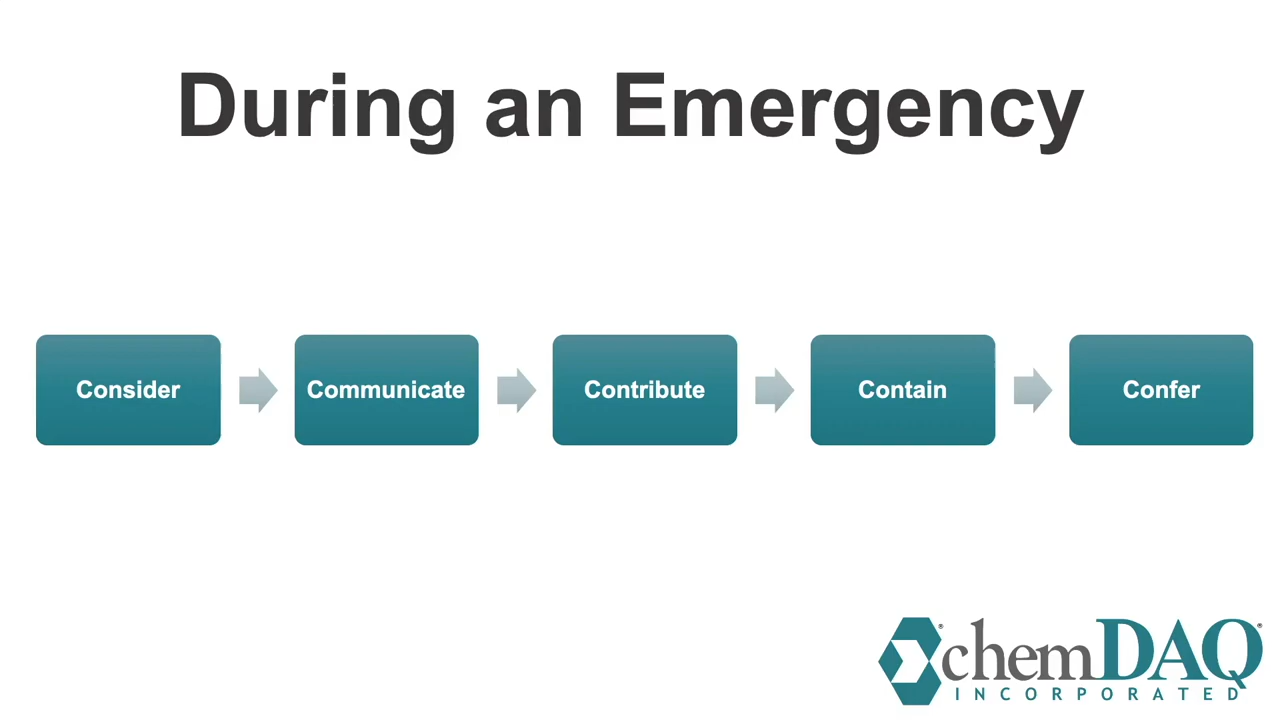 During an Emergency
Consider
Communicate
Contribute
Contain
Confer
chemDAQ®
INCORPORATED